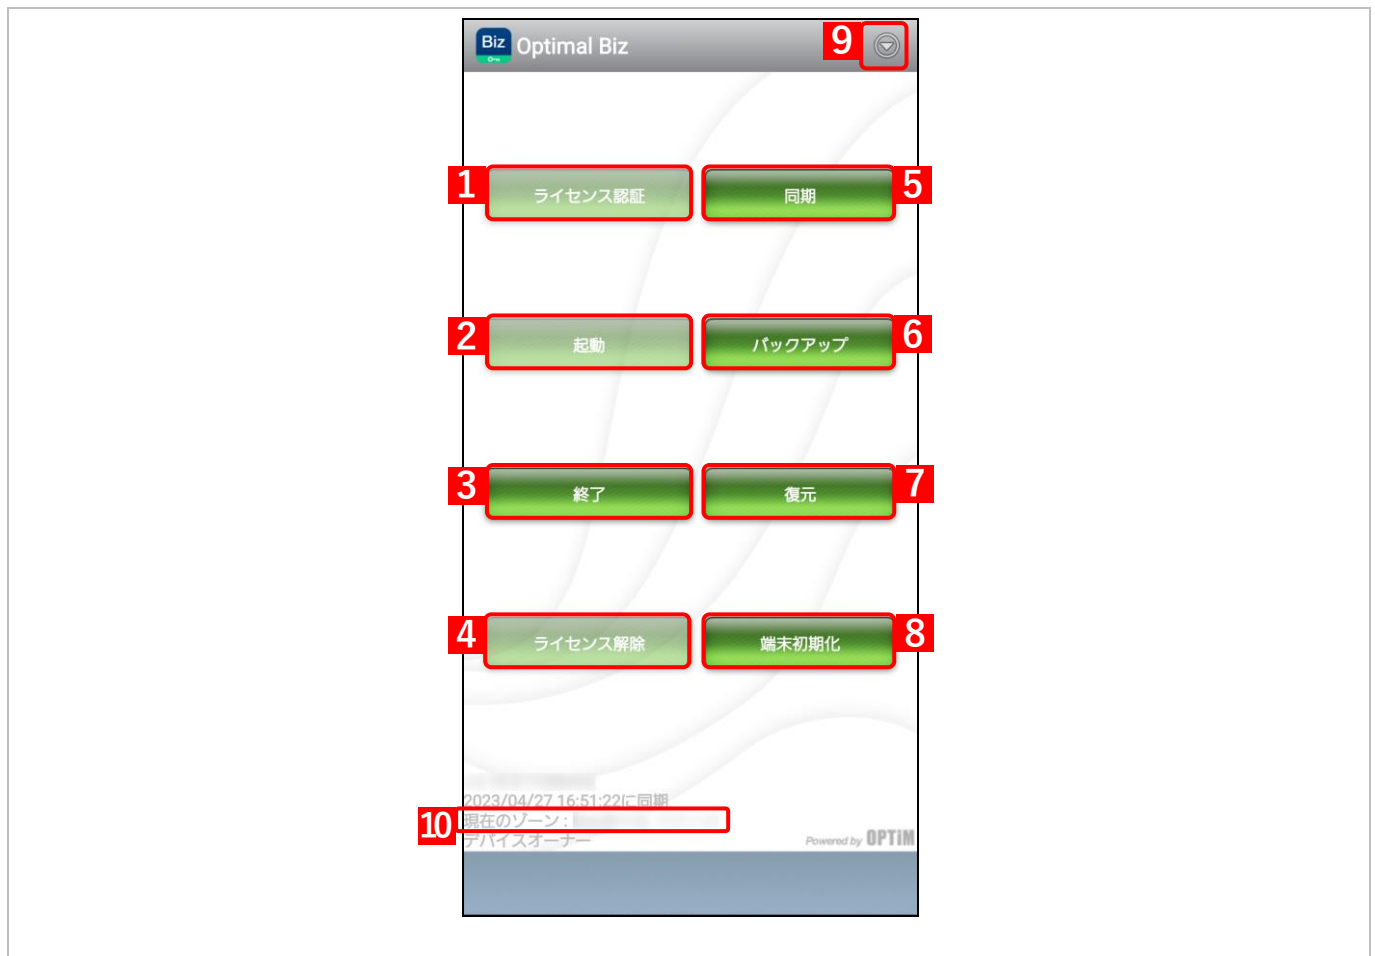 Biz Optimal Biz 9
1 ライセンス認証 同期 5
2 起動 バックアップ 6
3 終了 復元 7
4 ライセンス解除 端末初期化 8
2023/04/27 16:51:22に同期
10 現在のゾーン :
デバイスオーナー
Powered by OPTiM